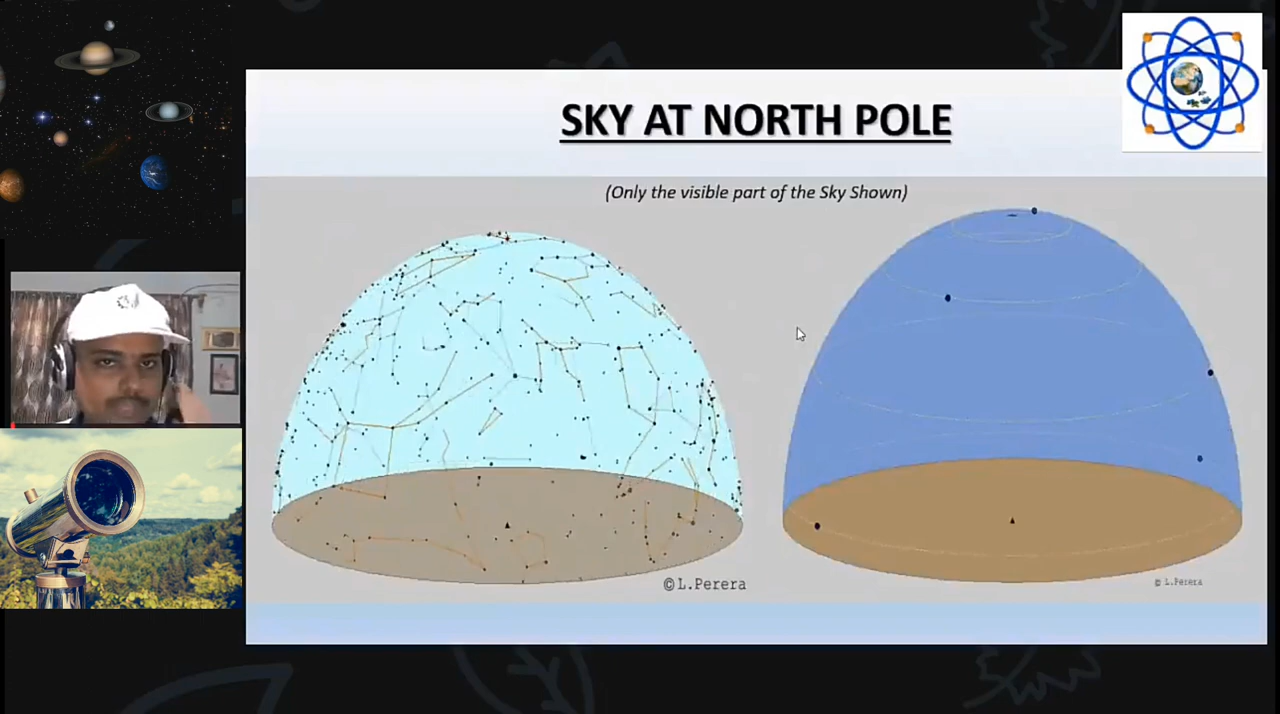 SKY AT NORTH POLE
(Only the visible part of the Sky Shown)
©L.Perera
© L.Perera